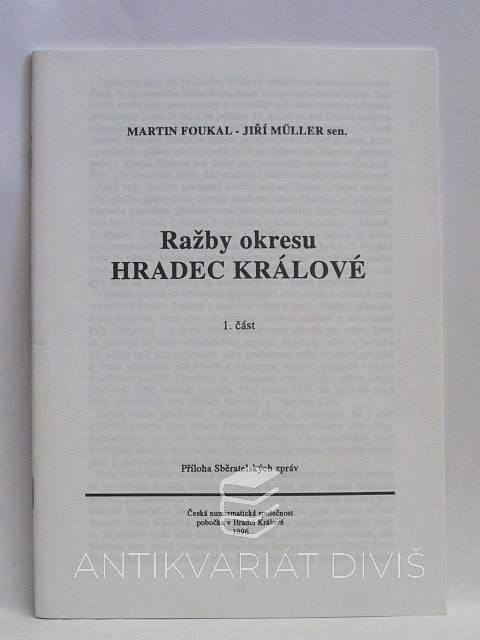 MARTIN FOUKAL - JIŘÍ MÜLLER sen.
Ražby okresu
HRADEC KRÁLOVÉ
1. část
Příloha Sběratelských zpráv
Česká numismatická společnost
pobočka v Hradci Králové
1996
ANTIKVARIÁT DIVIŠ